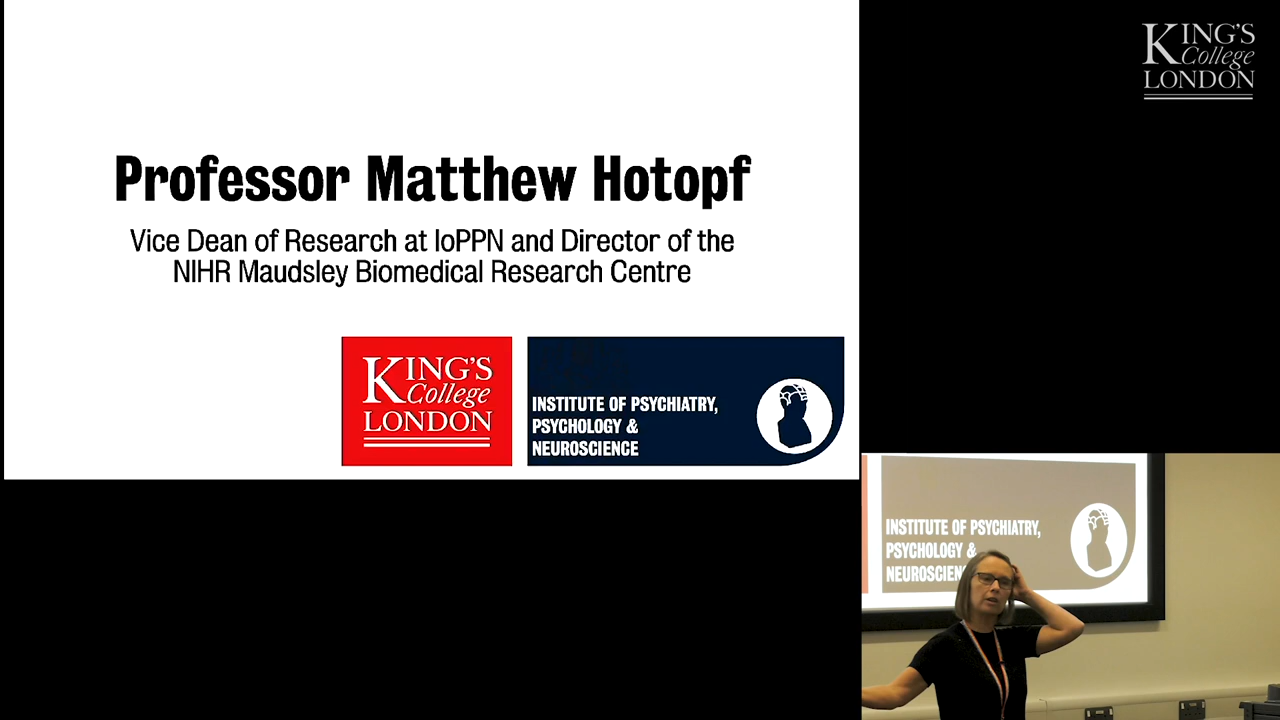 Professor Matthew Hotopf
Vice Dean of Research at IoPPN and Director of the
NIHR Maudsley Biomedical Research Centre
KING'S
College
LONDON
INSTITUTE OF PSYCHIATRY,
PSYCHOLOGY &
NEUROSCIENCE
KING'S
College
LONDON
INSTITUTE OF PSYCHIATRY,
PSYCHOLOGY &